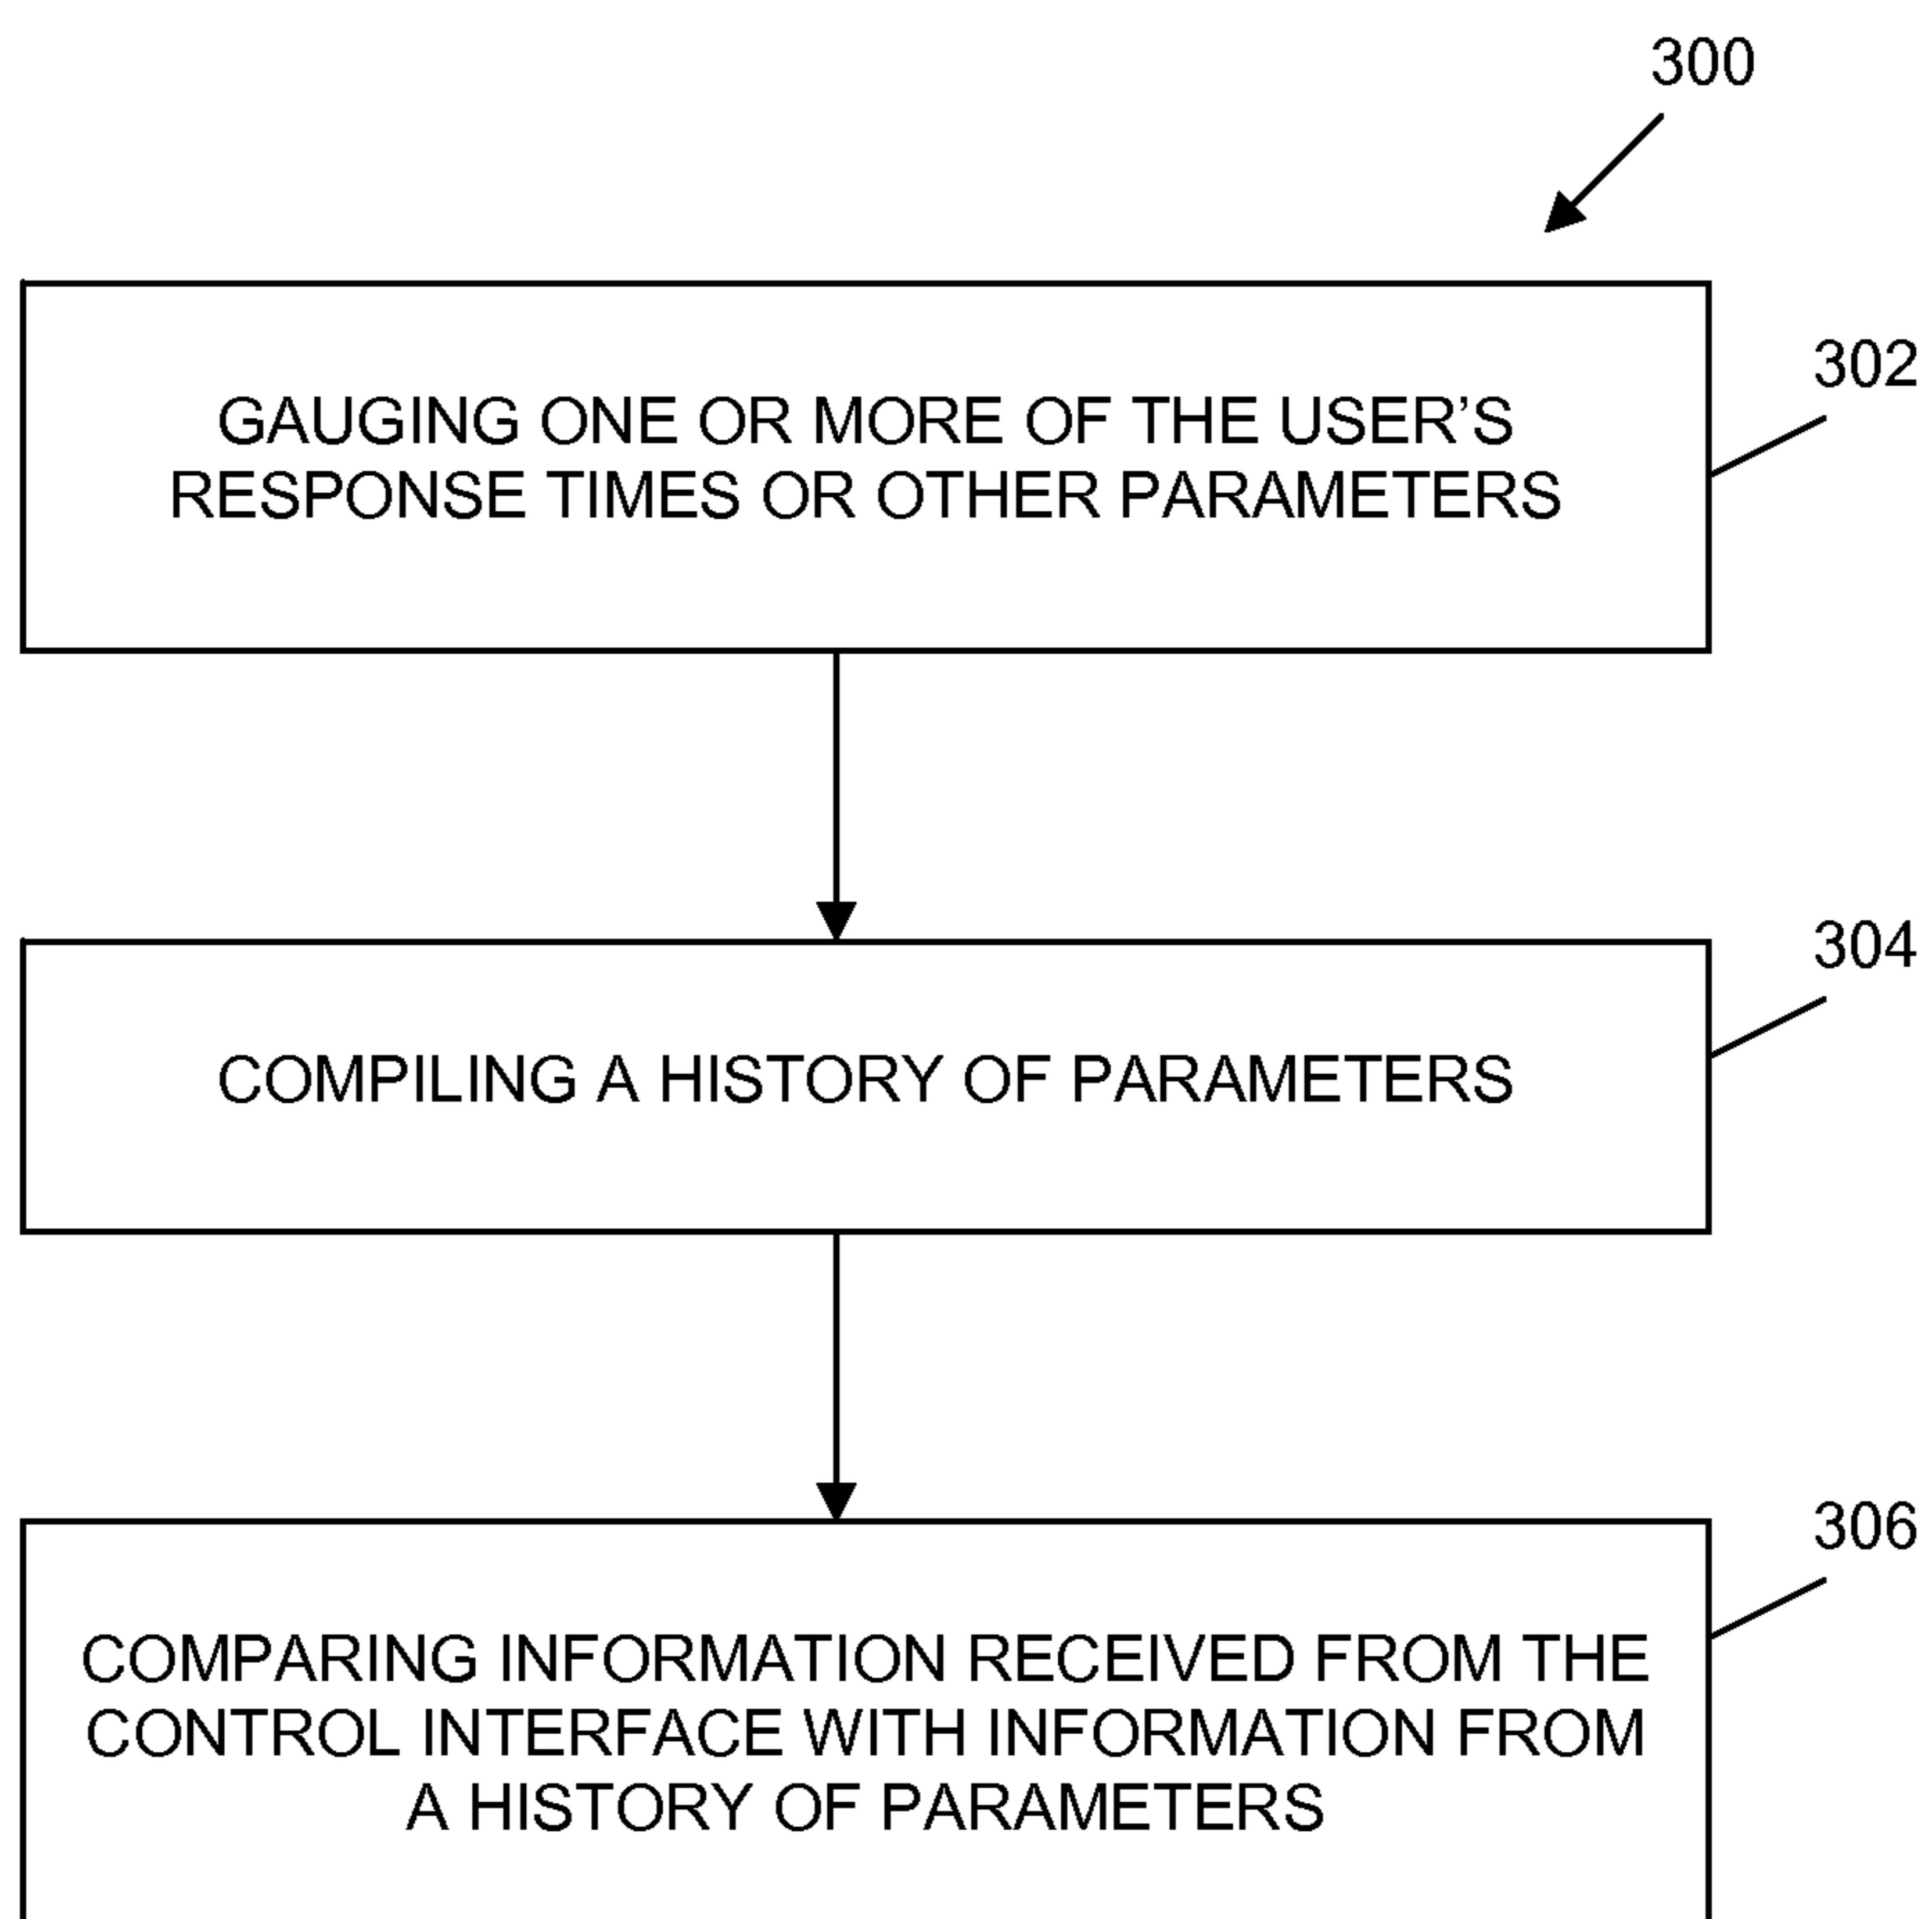 300
302
GAUGING ONE OR MORE OF THE USER’S
RESPONSE TIMES OR OTHER PARAMETERS
304
COMPILING A HISTORY OF PARAMETERS
306
COMPARING INFORMATION RECEIVED FROM THE
CONTROL INTERFACE WITH INFORMATION FROM
A HISTORY OF PARAMETERS